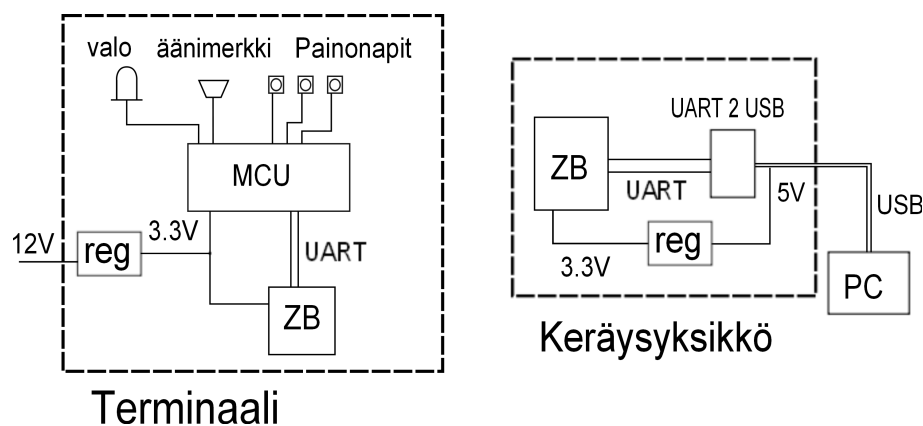 valo äänimerkki Painonapit
MCU
12V
reg
3.3V
UART
ZB
Terminaali
UART 2 USB
ZB
UART
5V
USB
reg
3.3V
PC
Keräysyksikkö